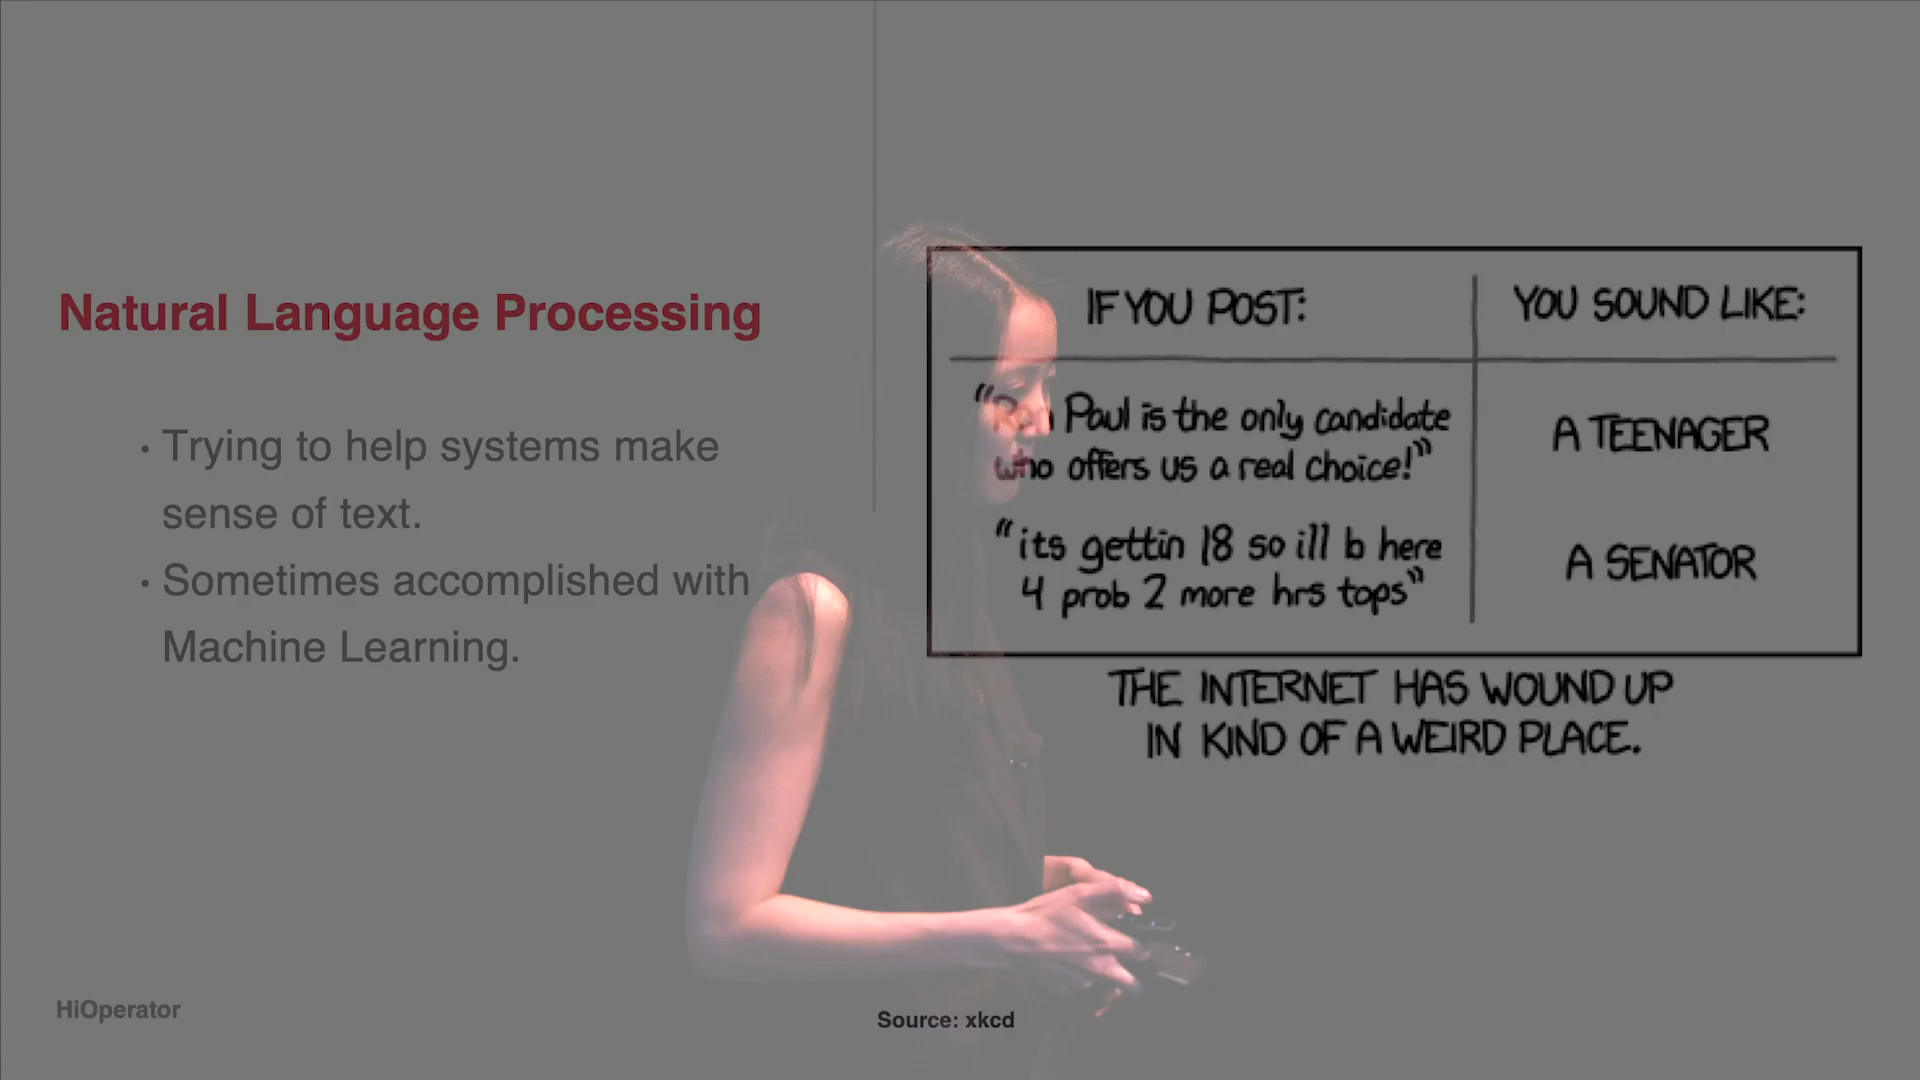 Natural Language Processing
· Trying to help systems make
sense of text.
· Sometimes accomplished with
Machine Learning.
IF YOU POST:
YOU SOUND LIKE:
"Ron Paul is the only candidate
who offers us a real choice!"
A TEENAGER
"its gettin 18 so ill b here
4 prob 2 more hrs tops"
A SENATOR
THE INTERNET HAS WOUND UP
IN KIND OF A WEIRD PLACE.
HiOperator
Source: xkcd